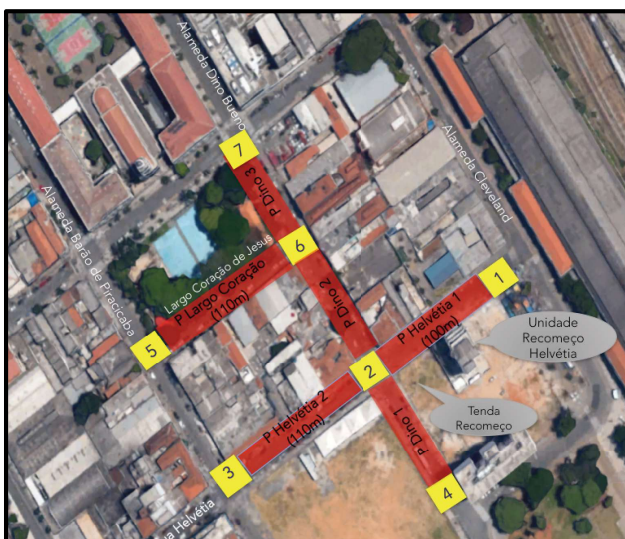 Alameda Dino Bueno
7
P Dino 3
Alameda Cleveland
Alameda Barão de Piracicaba
Largo Coração de Jesus
6
P Largo Coração
(110m)
P Dino 2
1
P Helvétia 1
(100m)
5
Unidade
Recomeço
Helvétia
2
P Helvétia 2
(110m)
Tenda
Recomeço
P Dino 1
3
4
Helvétia